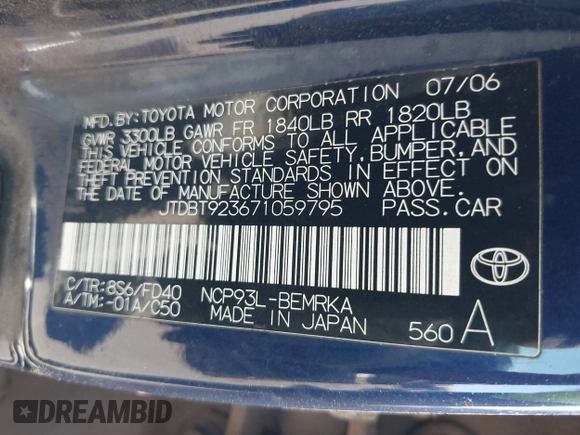 MFD.BY:TOYOTA MOTOR CORPORATION 07/06
GVWR 3300LB GAWR FR 1840LB RR 1820LB
THIS VEHICLE CONFORMS TO ALL APPLICABLE
FEDERAL MOTOR VEHICLE SAFETY, BUMPER, AND
THEFT PREVENTION STANDARDS IN EFFECT ON
THE DATE OF MANUFACTURE SHOWN ABOVE.
JTDBT923671059795 PASS.CAR
C/TR:8S6/FD40 NCP93L-BEMRKA
A/TM:-01A/C50 MADE IN JAPAN 560A
DREAMBID